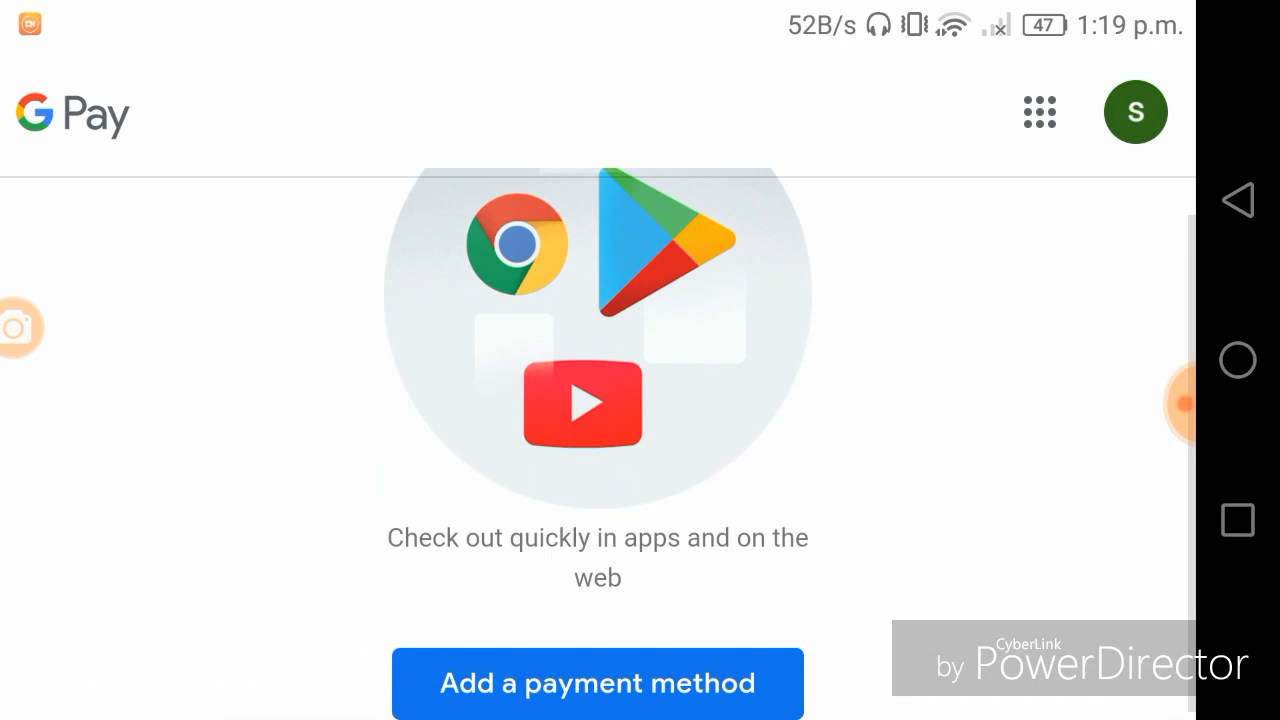 52B/s 47 1:19 p.m.
G Pay S
Check out quickly in apps and on the
web
Add a payment method
CyberLink
by PowerDirector